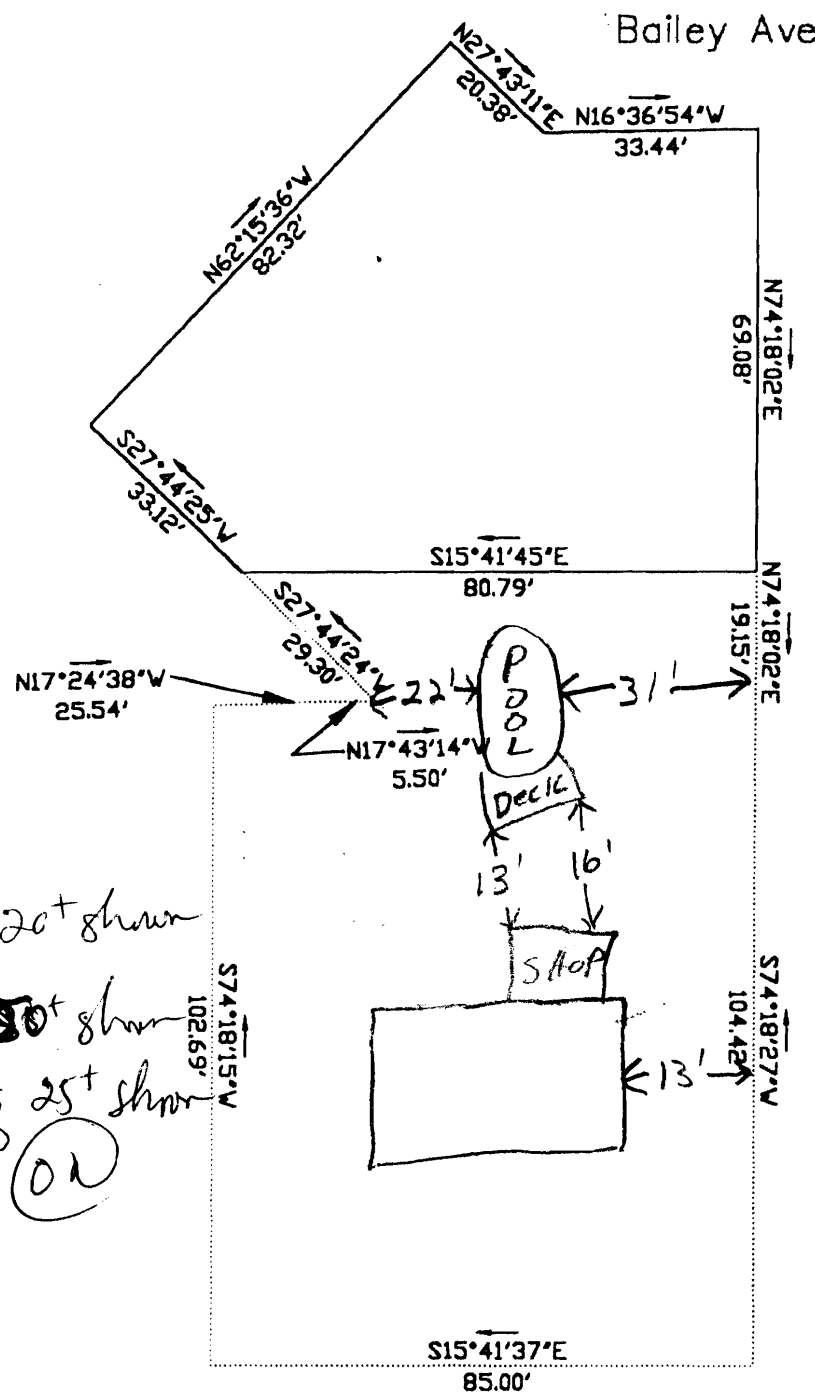 Bailey Ave
N27°43'11"E
20.38'
N16°36'54"W
33.44'
N62°15'36"W
82.32'
N74°18'02"E
69.08'
S27°44'25"W
33.12'
S15°41'45"E
80.79'
S27°44'24"
29.30'
N74°18'02"E
19.15'
N17°24'38"W
25.54'
22'
POOL
31'
N17°43'14"W
5.50'
Deck
13'
16'
20+ shown
SHOP
0+ shown
S74°18'15"W
102.69'
S74°18'27"W
104.42'
25+ shown
13'
S15°41'37"E
85.00'